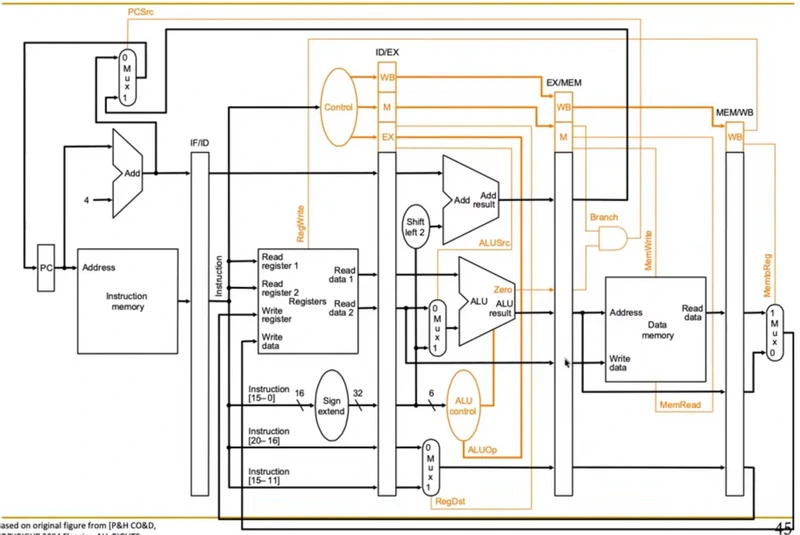 PCSrc
0
M
u
x
1
ID/EX
WB
EX/MEM
Control
M
WB
MEM/WB
EX
M
WB
IF/ID
Add
4
Add
Add
result
RegWrite
Shift
left 2
Branch
ALUSrc
MemWrite
MemtoReg
PC
Address
Instruction
memory
Instruction
Read
register 1
Read
register 2
Write
register
Write
data
Registers
Read
data 1
Read
data 2
0
M
u
x
1
Zero
ALU
ALU
result
Address
Read
data
Data
memory
Write
data
1
M
u
x
0
Instruction
[15–0]
16
Sign
extend
32
6
ALU
control
MemRead
Instruction
[20–16]
ALUOp
Instruction
[15–11]
0
M
u
x
1
RegDst
ased on original figure from [P&H CO&D,
45